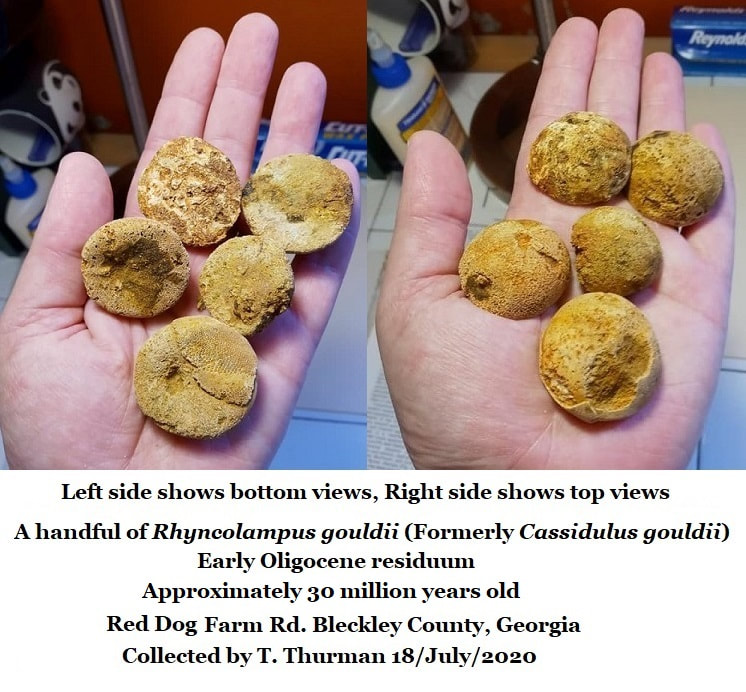 CUT-
Reynold
Left side shows bottom views, Right side shows top views
A handful of Rhyncolampus gouldii (Formerly Cassidulus gouldii)
Early Oligocene residuum
Approximately 30 million years old
Red Dog Farm Rd. Bleckley County, Georgia
Collected by T. Thurman 18/July/2020